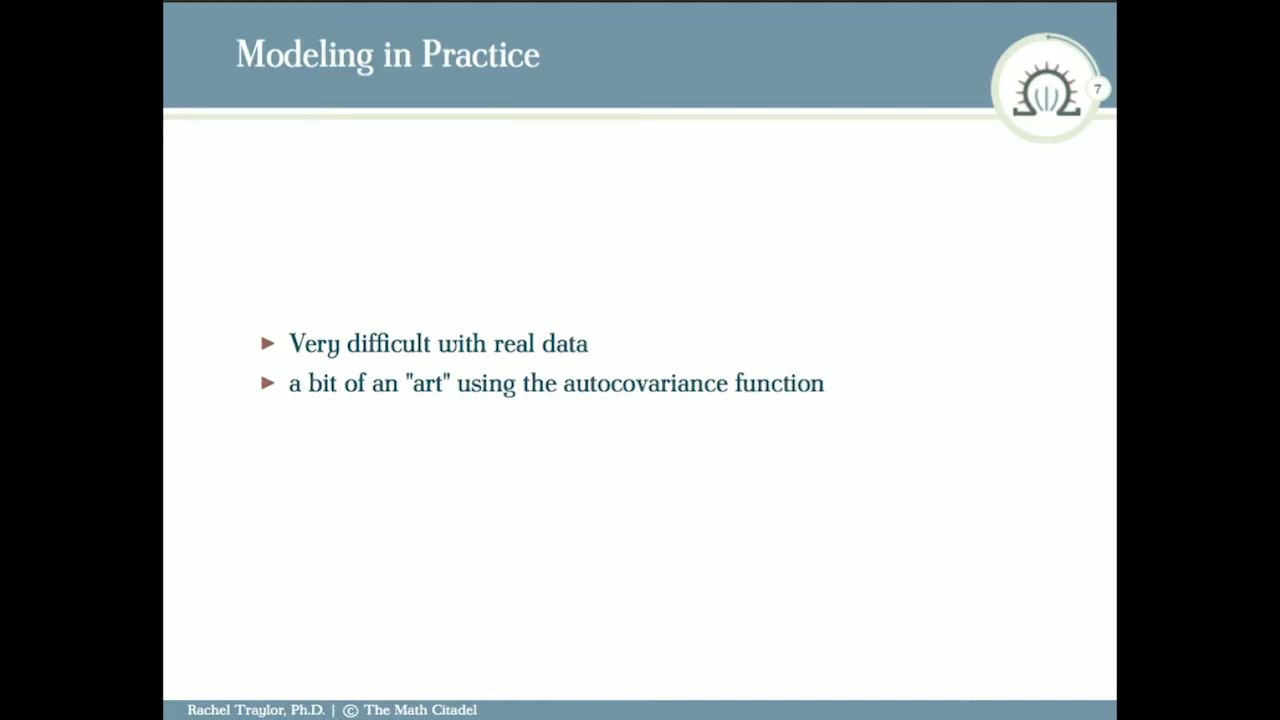 Modeling in Practice
7
Very difficult with real data
a bit of an "art" using the autocovariance function
Rachel Traylor, Ph.D. | © The Math Citadel